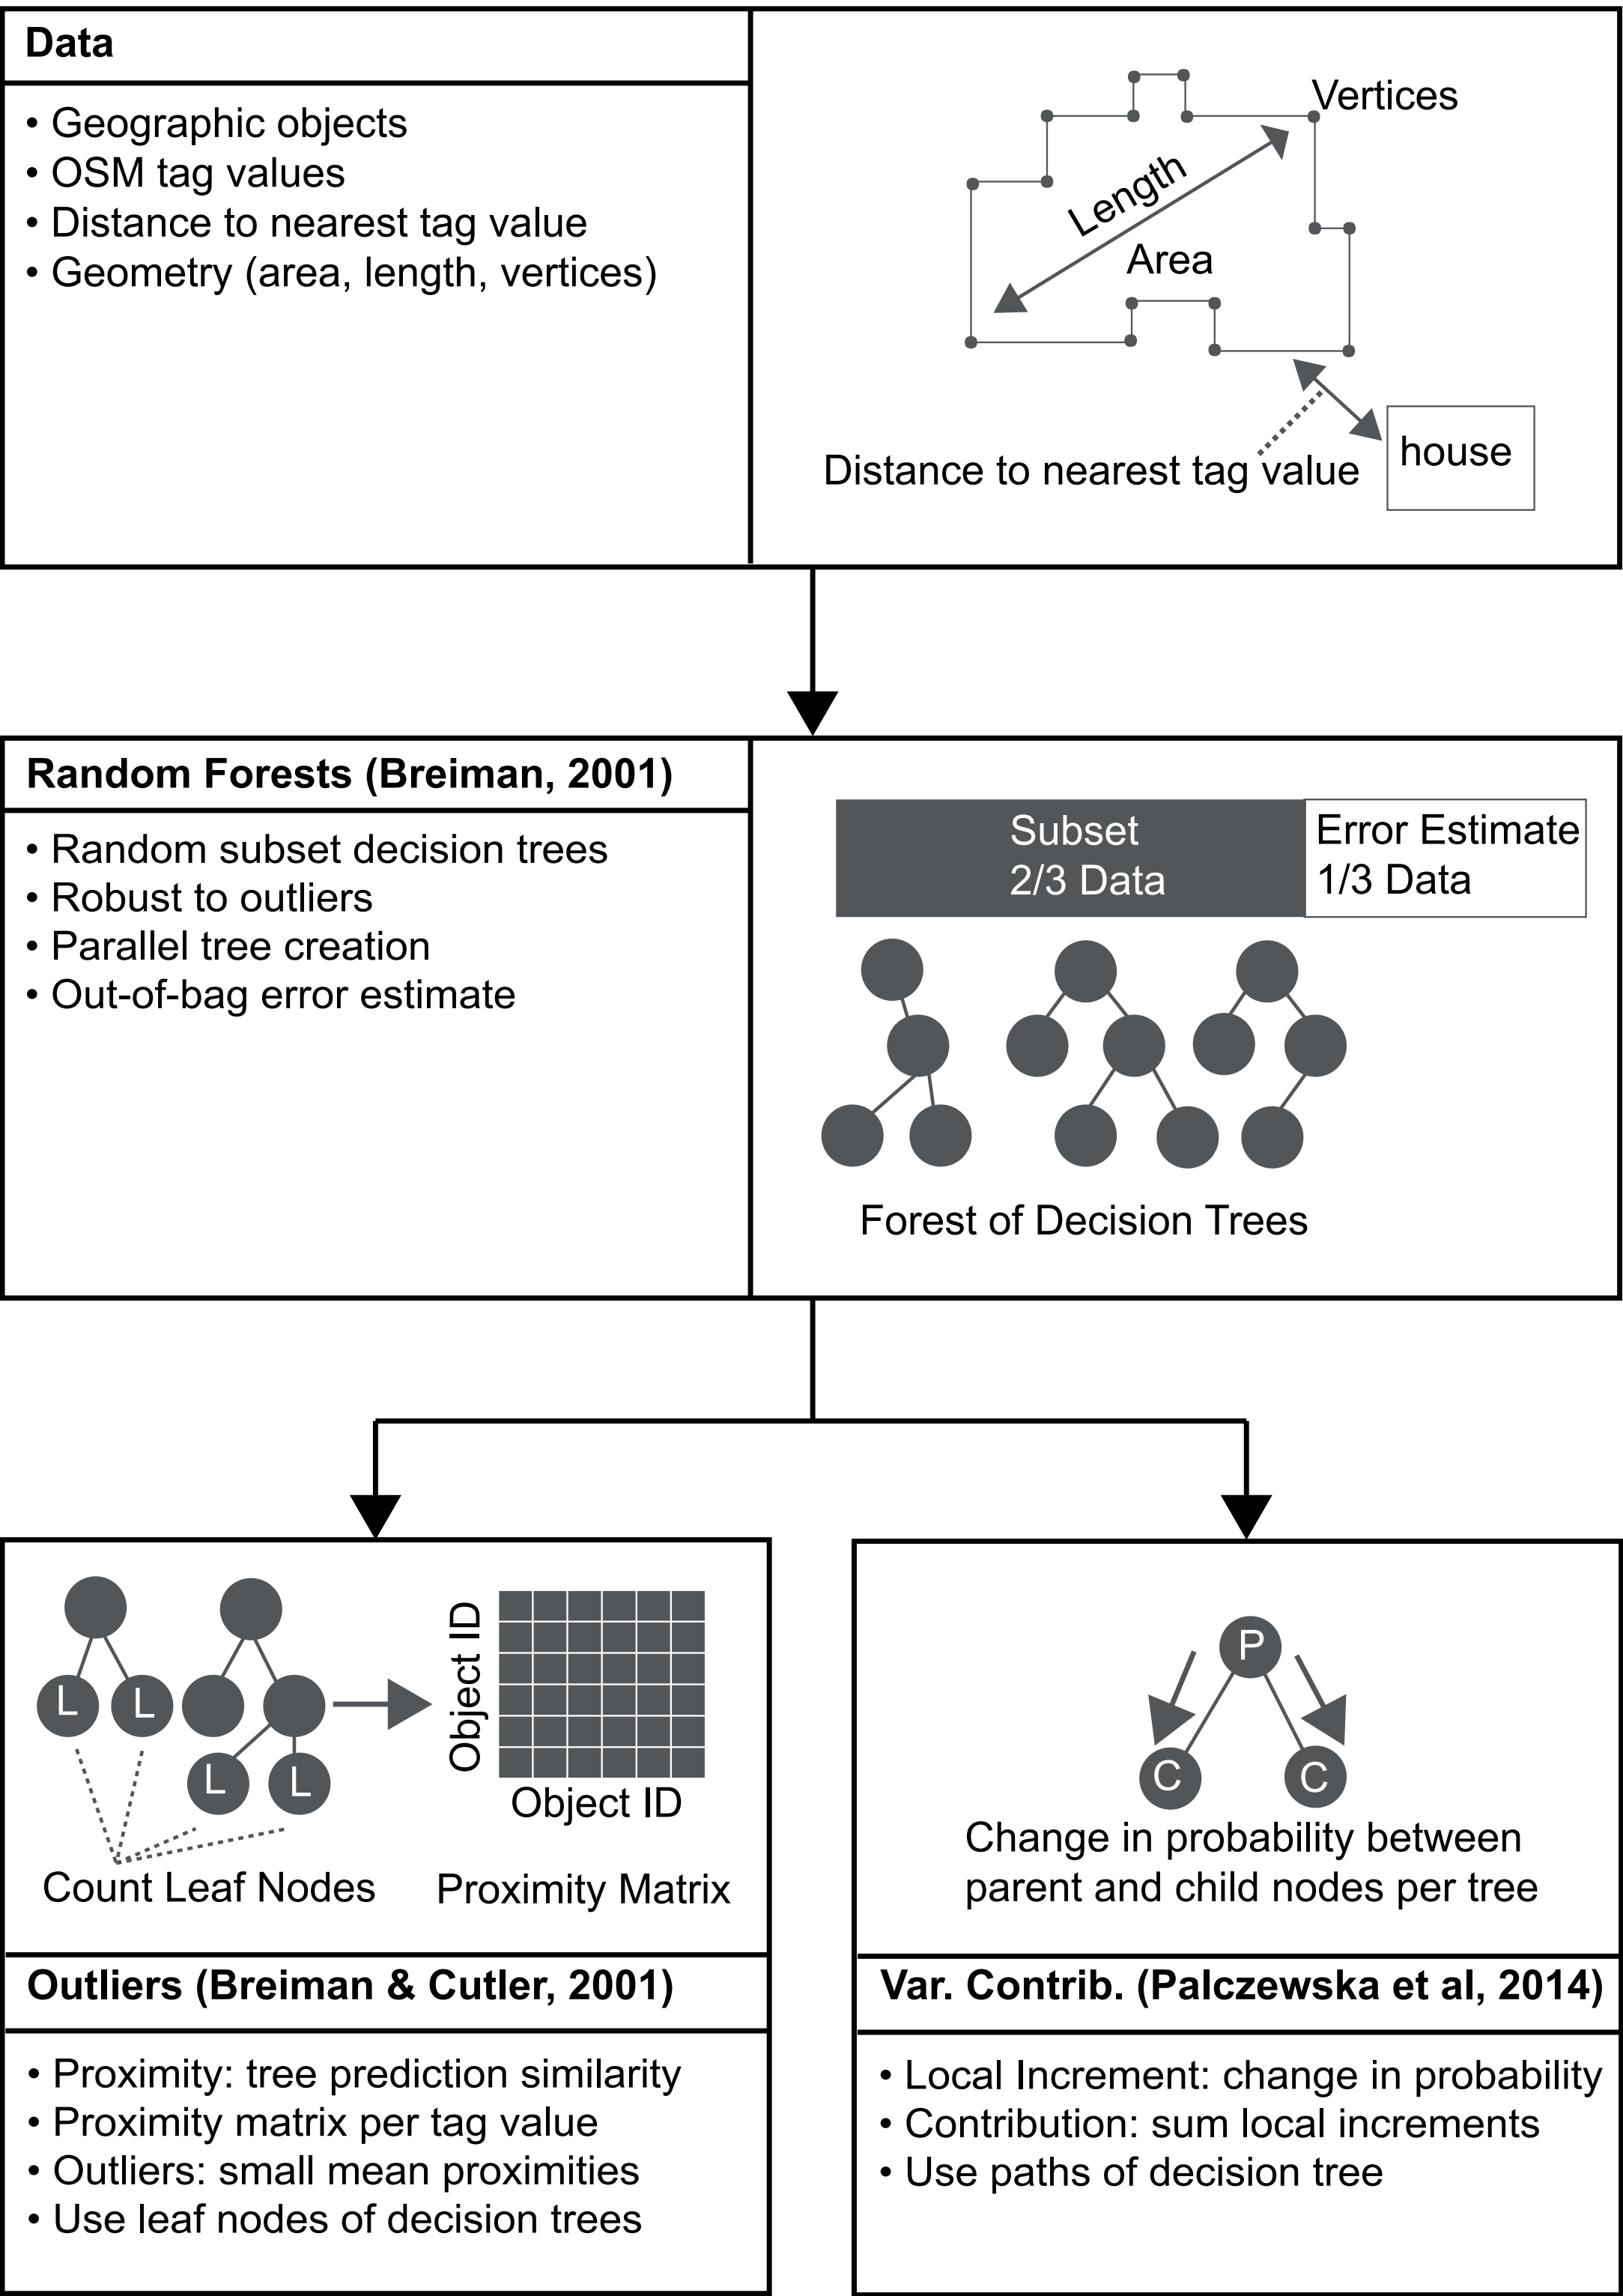 Data
• Geographic objects
• OSM tag values
• Distance to nearest tag value
• Geometry (area, length, vertices)
Vertices
Length
Area
Distance to nearest tag value
house
Random Forests (Breiman, 2001)
• Random subset decision trees
• Robust to outliers
• Parallel tree creation
• Out-of-bag error estimate
Subset
2/3 Data
Error Estimate
1/3 Data
Forest of Decision Trees
L
L
L
L
Count Leaf Nodes
Object ID
Object ID
Proximity Matrix
Outliers (Breiman & Cutler, 2001)
• Proximity: tree prediction similarity
• Proximity matrix per tag value
• Outliers: small mean proximities
• Use leaf nodes of decision trees
P
C
C
Change in probability between
parent and child nodes per tree
Var. Contrib. (Palczewska et al, 2014)
• Local Increment: change in probability
• Contribution: sum local increments
• Use paths of decision tree